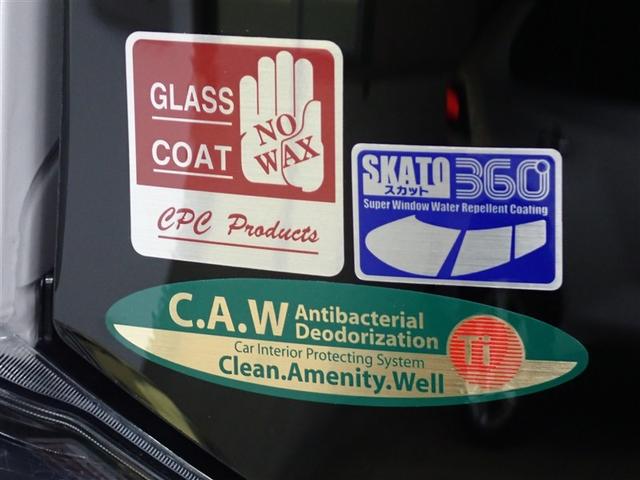 GLASS
COAT
NO
WAX
CPC Products
SKATO 360°
スカット
Super Window Water Repellent Coating
C.A.W Antibacterial
Deodorization
Car Interior Protecting System
Clean.Amenity.Well
Ti